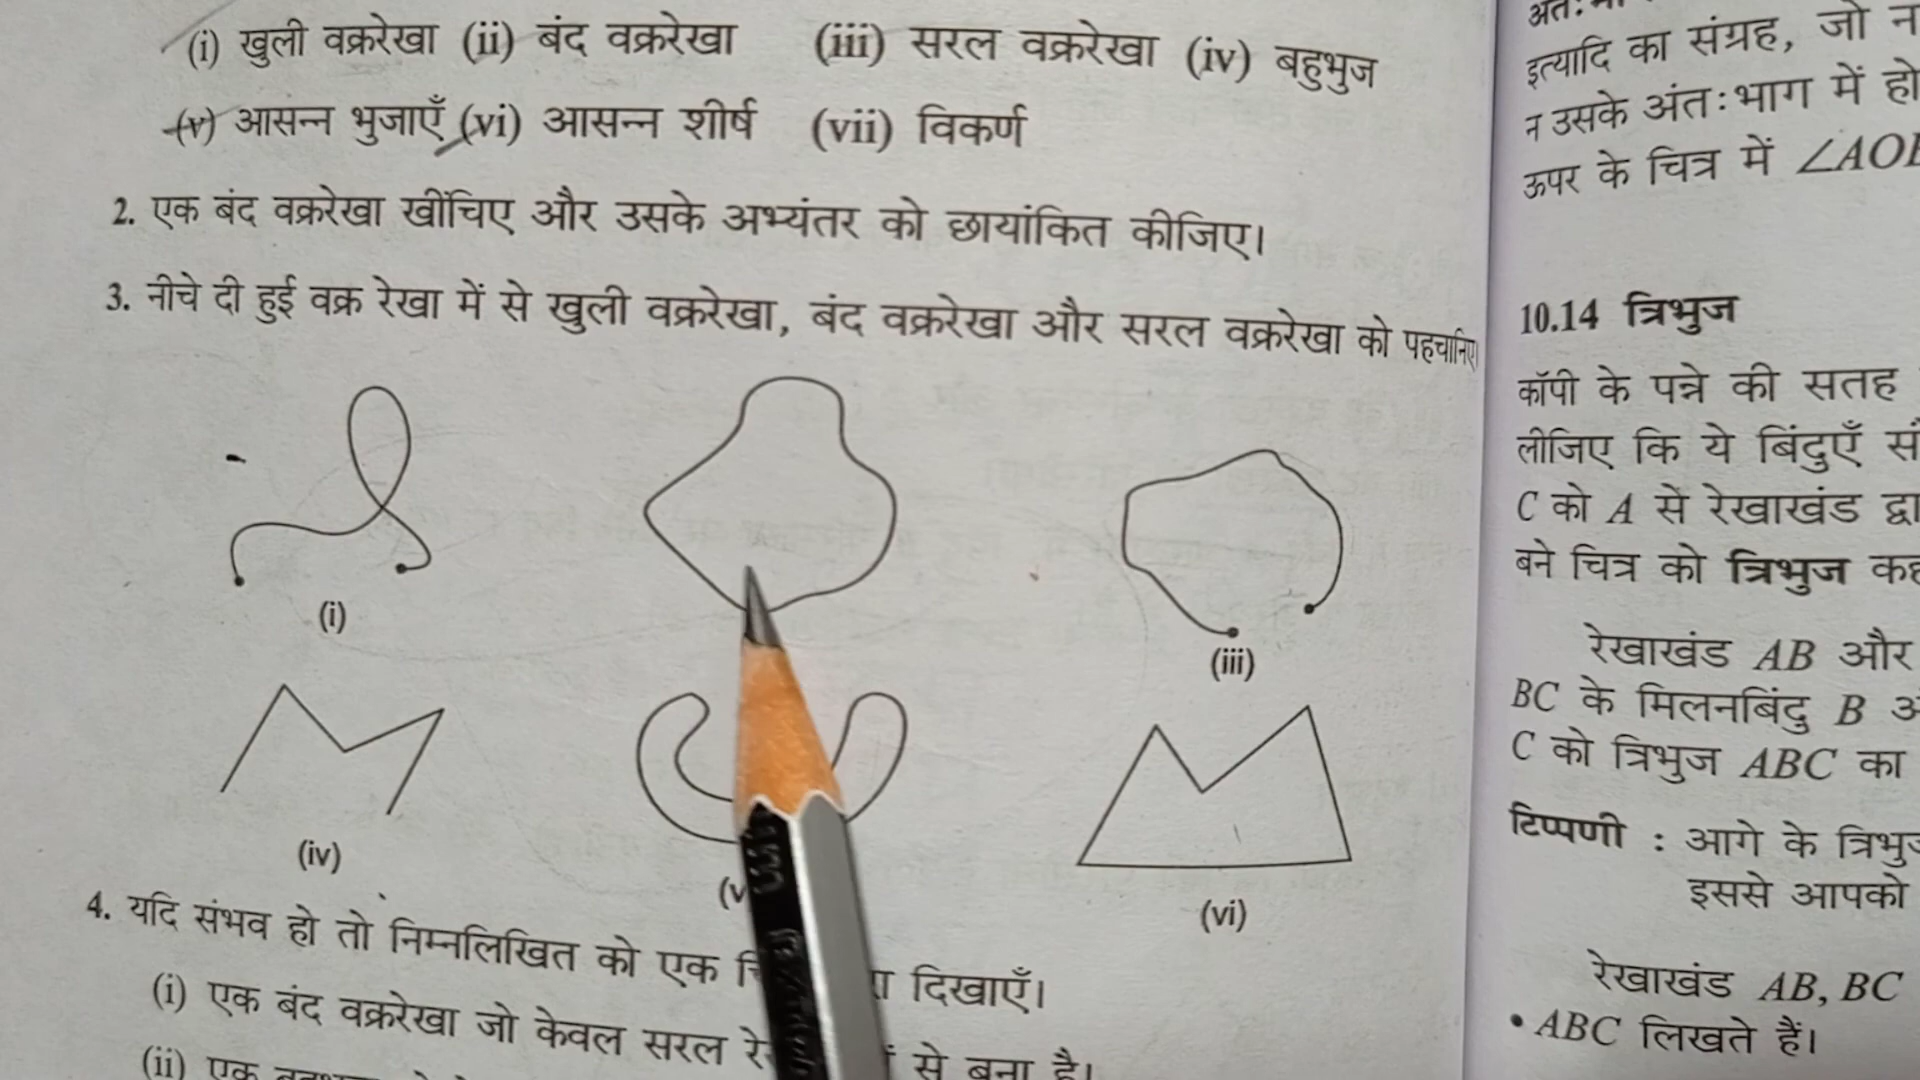 (i) खुली वक्ररेखा (ii) बंद वक्ररेखा (iii) सरल वक्ररेखा (iv) बहुभुज
(v) आसन्न भुजाएँ (vi) आसन्न शीर्ष (vii) विकर्ण
2. एक बंद वक्ररेखा खींचिए और उसके अभ्यंतर को छायांकित कीजिए।
3. नीचे दी हुई वक्र रेखा में से खुली वक्ररेखा, बंद वक्ररेखा और सरल वक्ररेखा को पहचानिए।
(i)
(iii)
(iv)
(vi)
4. यदि संभव हो तो निम्नलिखित को एक दिखाएँ।
(i) एक बंद वक्ररेखा जो केवल सरल से बना है।
(ii) एक
इत्यादि का संग्रह, जो
न उसके अंतःभाग में हो
ऊपर के चित्र में
10.14 त्रिभुज
कॉपी के पन्ने की सतह
लीजिए कि ये बिंदुएँ
C को A से रेखाखंड
बने चित्र को त्रिभुज
रेखाखंड AB और
BC के मिलनबिंदु B
C को त्रिभुज ABC का
टिप्पणी : आगे के
इससे आपको
रेखाखंड AB, BC
• ABC लिखते हैं।